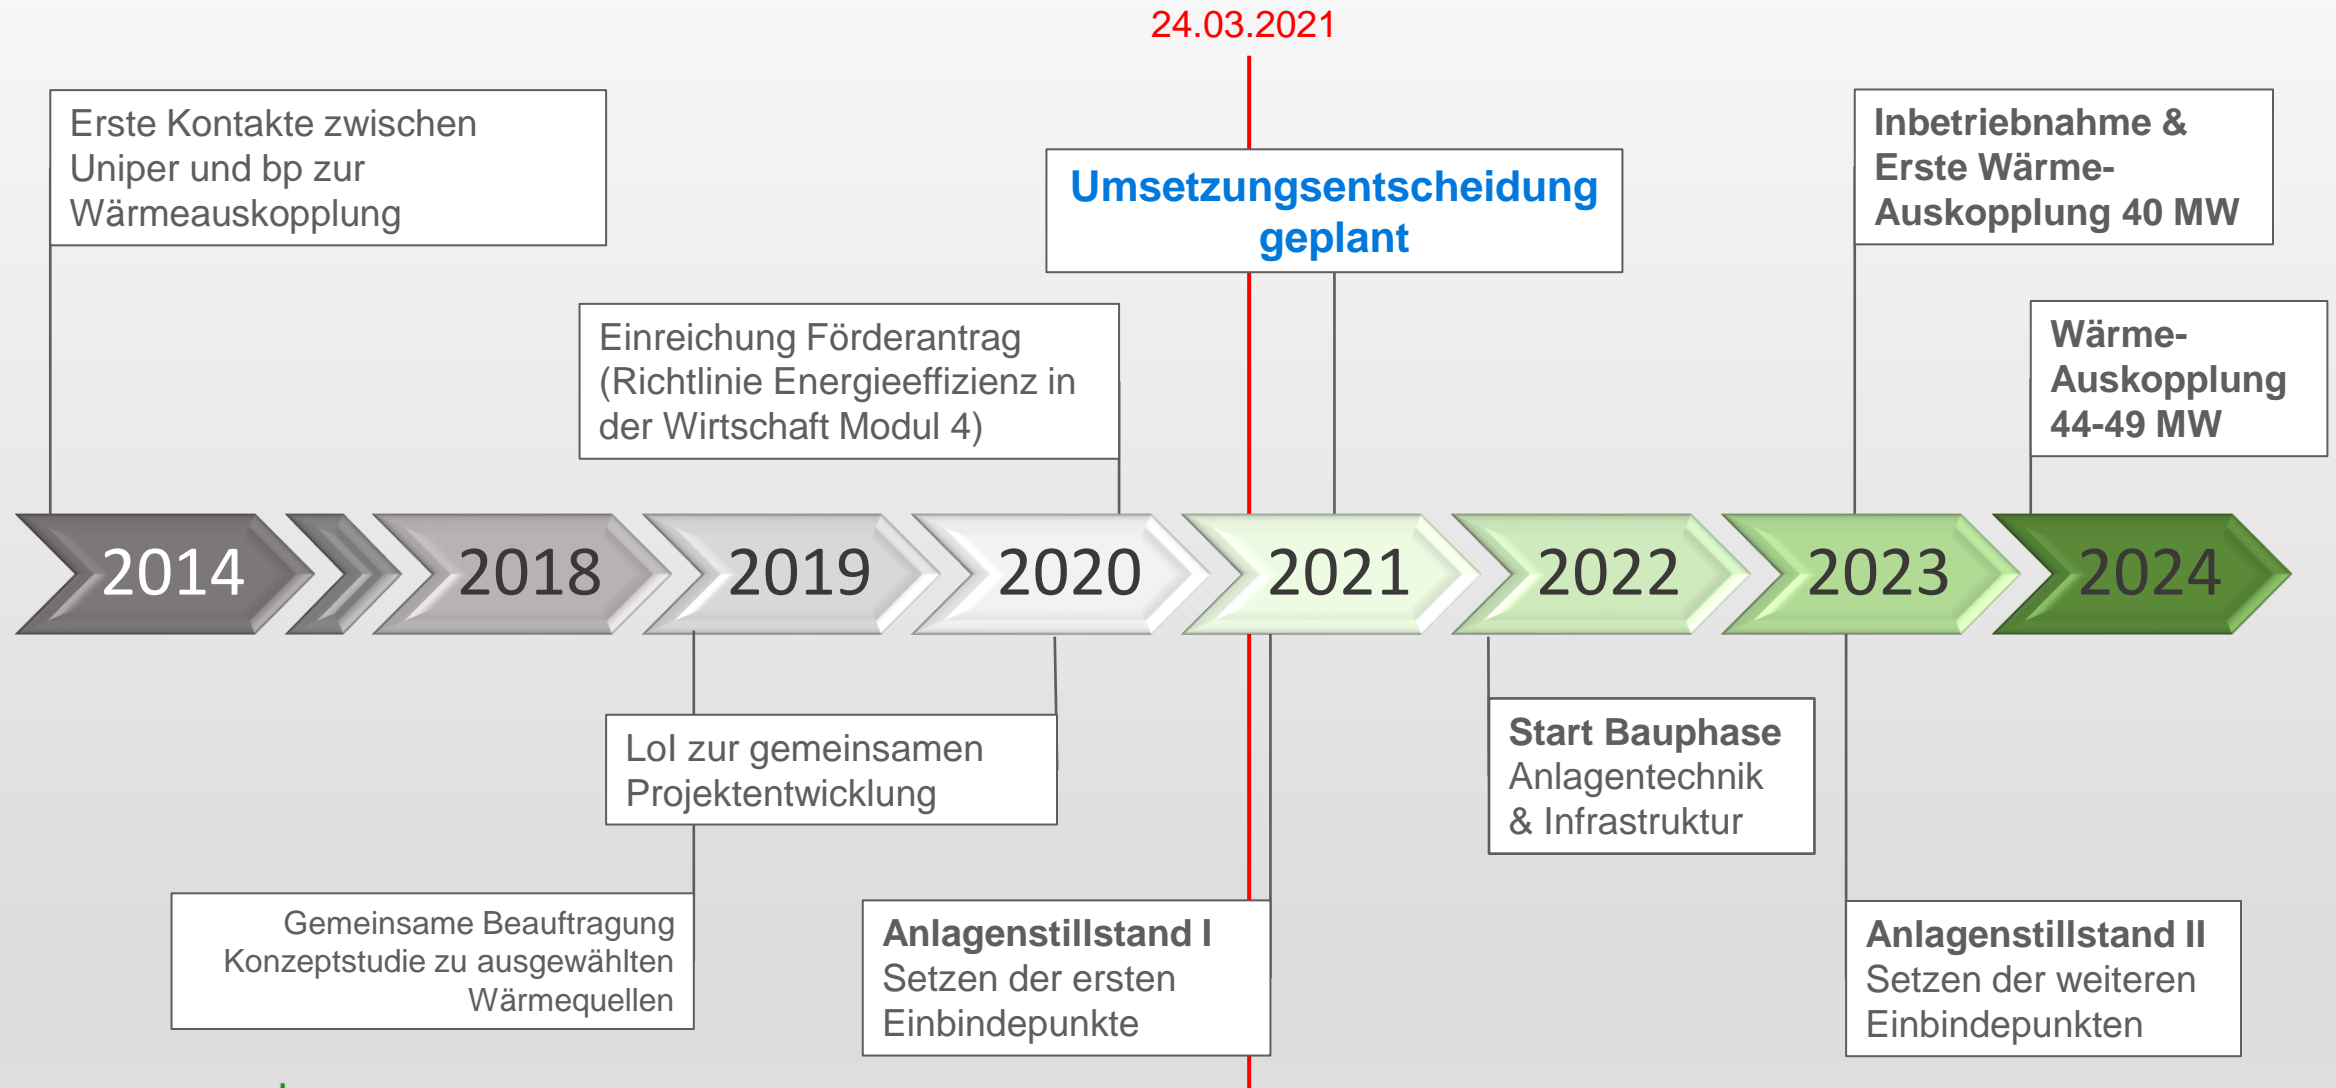 24.03.2021
Erste Kontakte zwischen
Uniper und bp zur
Wärmeauskopplung
Umsetzungsentscheidung
geplant
Inbetriebnahme &
Erste Wärme-
Auskopplung 40 MW
Einreichung Förderantrag
(Richtlinie Energieeffizienz in
der Wirtschaft Modul 4)
Wärme-
Auskopplung
44-49 MW
2014
2018
2019
2020
2021
2022
2023
2024
LoI zur gemeinsamen
Projektentwicklung
Start Bauphase
Anlagentechnik
& Infrastruktur
Gemeinsame Beauftragung
Konzeptstudie zu ausgewählten
Wärmequellen
Anlagenstillstand I
Setzen der ersten
Einbindepunkte
Anlagenstillstand II
Setzen der weiteren
Einbindepunkten